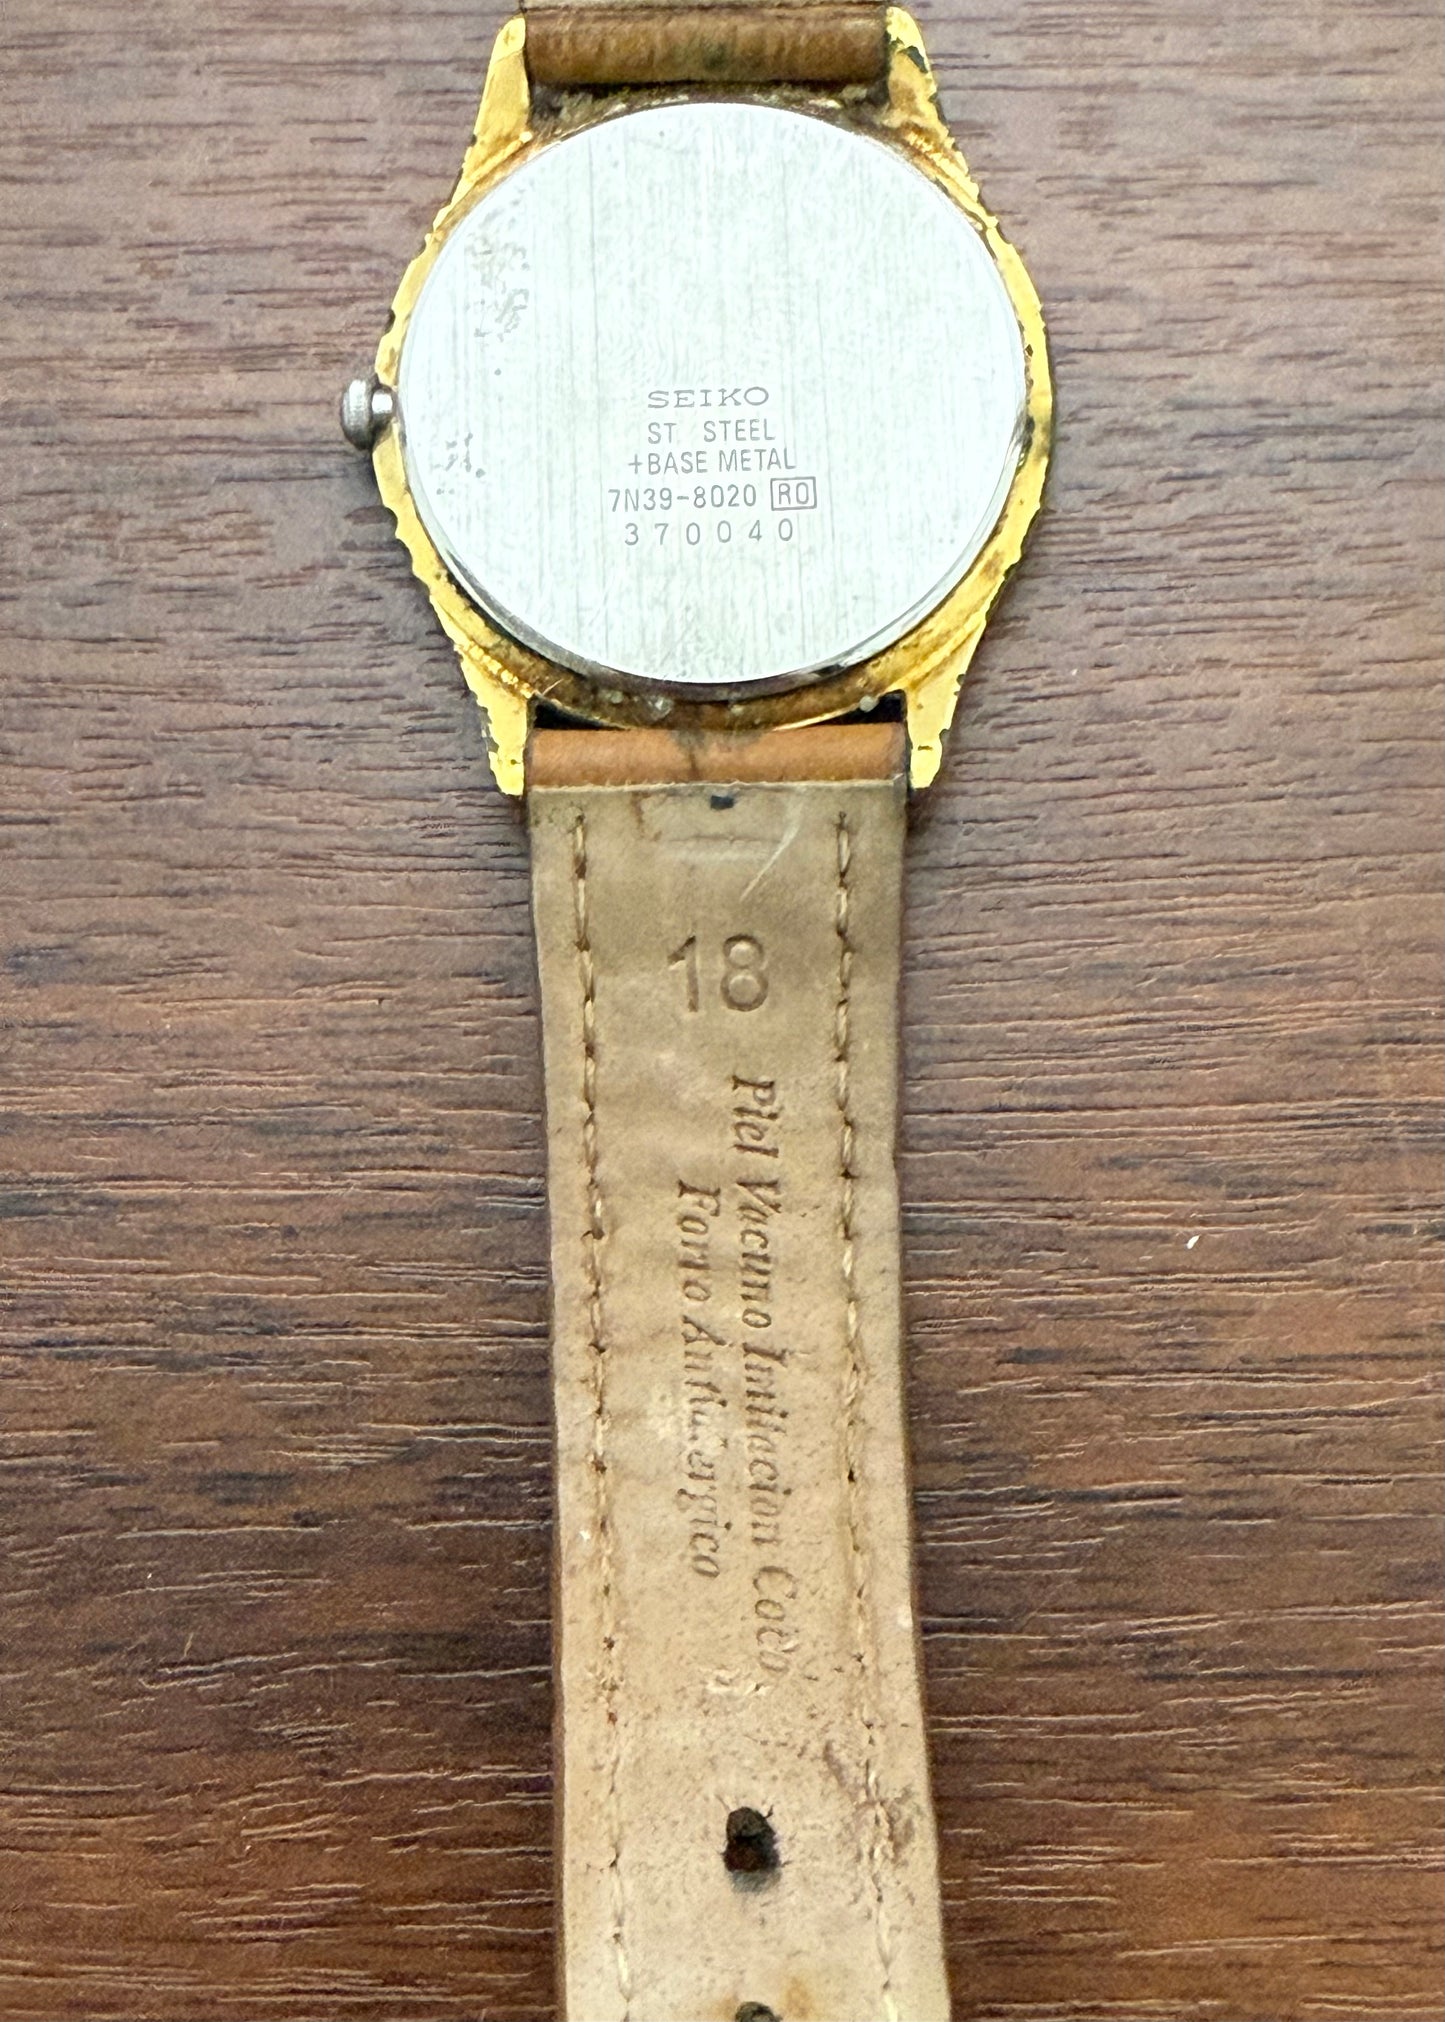 SEIKO
ST. STEEL
+BASE METAL
7N39-8020 RO
370040
18
Piel Vacuno Imitacion Coco
Forro Antialergico